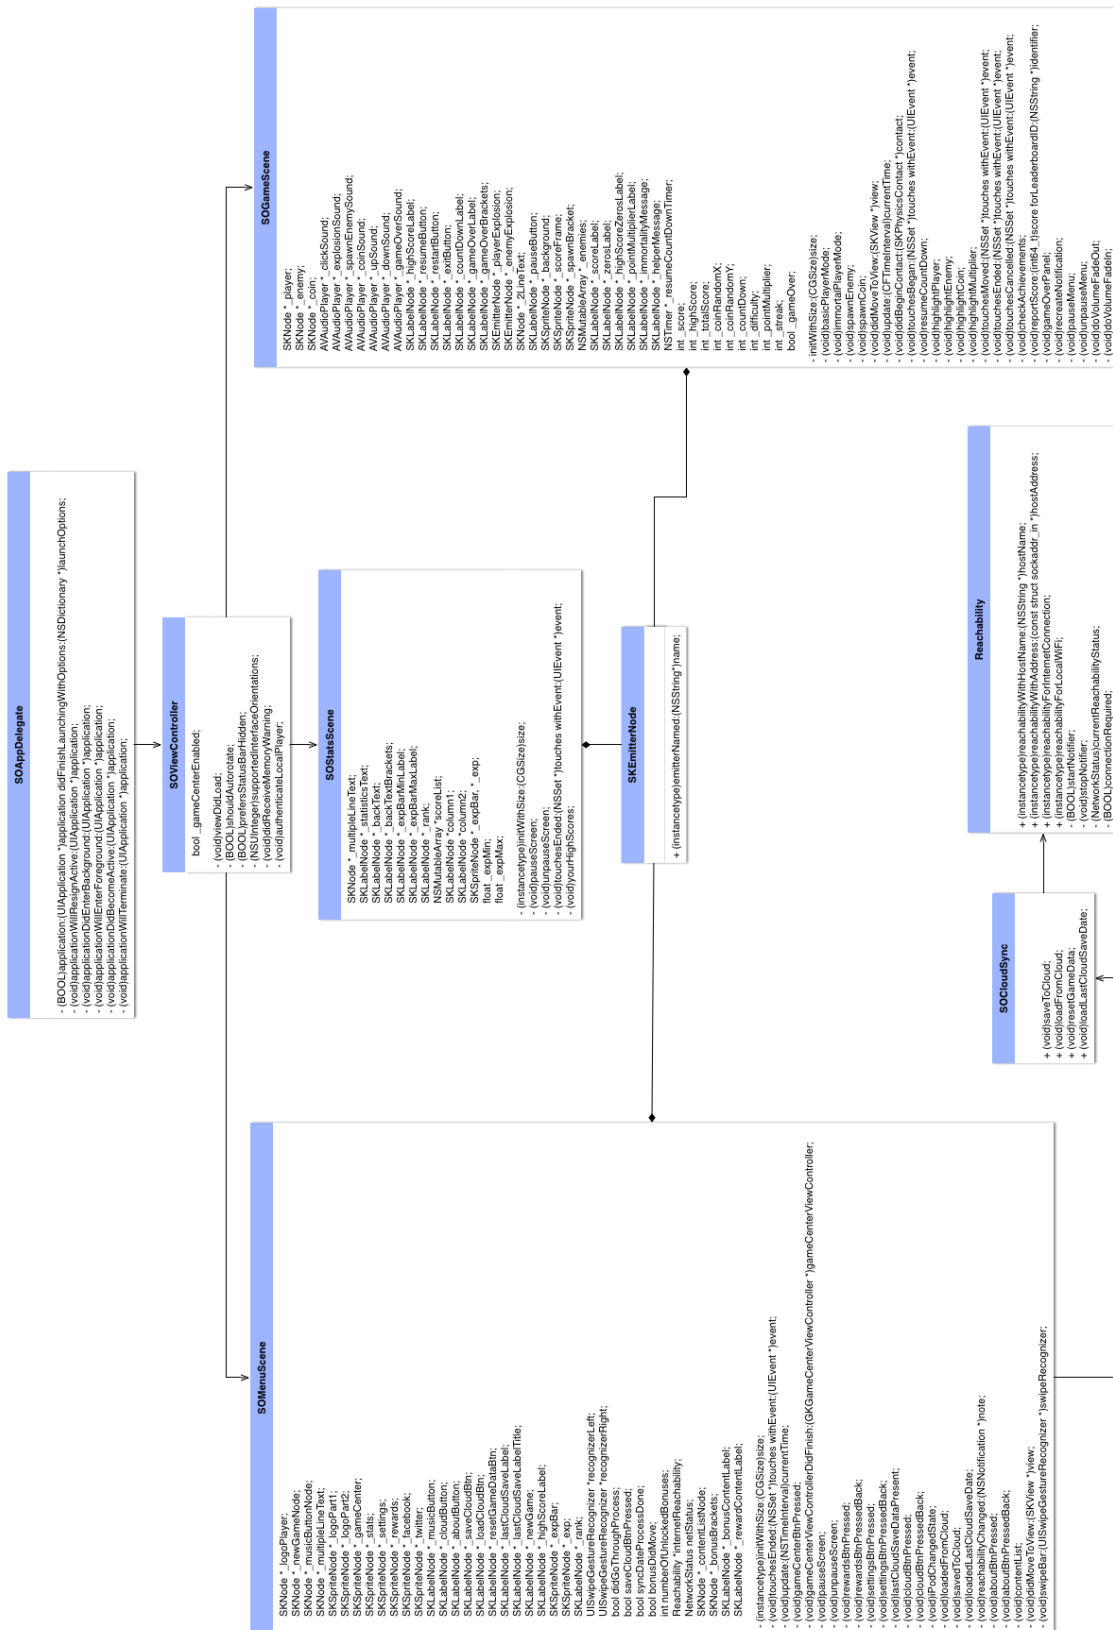 SOAppDelegate
- (BOOL)application:(UIApplication *)application didFinishLaunchingWithOptions:(NSDictionary *)launchOptions;
- (void)applicationWillResignActive:(UIApplication *)application;
- (void)applicationDidEnterBackground:(UIApplication *)application;
- (void)applicationWillEnterForeground:(UIApplication *)application;
- (void)applicationDidBecomeActive:(UIApplication *)application;
- (void)applicationWillTerminate:(UIApplication *)application;
SOViewController
bool _gameCenterEnabled;
- (void)viewDidLoad;
- (BOOL)shouldAutorotate;
- (BOOL)prefersStatusBarHidden;
- (NSUInteger)supportedInterfaceOrientations;
- (void)didReceiveMemoryWarning;
- (void)authenticateLocalPlayer;
SOMenuScene
SKNode *_logoPlayer;
SKNode *_newGameNode;
SKNode *_musicButtonNode;
SKNode *_multipleLineText;
SKSpriteNode *_logoPart1;
SKSpriteNode *_logoPart2;
SKSpriteNode *_gameCenter;
SKSpriteNode *_stats;
SKSpriteNode *_settings;
SKSpriteNode *_rewards;
SKSpriteNode *_facebook;
SKSpriteNode *_twitter;
SKLabelNode *_musicButton;
SKLabelNode *_cloudButton;
SKLabelNode *_aboutButton;
SKLabelNode *_saveCloudBtn;
SKLabelNode *_loadCloudBtn;
SKLabelNode *_resetGameDataBtn;
SKLabelNode *_lastCloudSaveLabel;
SKLabelNode *_lastCloudSaveLabelTitle;
SKLabelNode *_newGame;
SKLabelNode *_highScoreLabel;
SKSpriteNode *_expBar;
SKSpriteNode *_exp;
SKLabelNode *_rank;
UISwipeGestureRecognizer *recognizerLeft;
UISwipeGestureRecognizer *recognizerRight;
bool didGoThroughProcess;
bool saveCloudBtnPressed;
bool syncDateProcessDone;
bool bonusDidMove;
int numberOfUnlockedBonuses;
Reachability *internetReachability;
NetworkStatus netStatus;
SKNode *_contentListNode;
SKNode *_bonusBrackets;
SKLabelNode *_bonusContentLabel;
SKLabelNode *_rewardContentLabel;
- (instancetype)initWithSize:(CGSize)size;
- (void)touchesEnded:(NSSet *)touches withEvent:(UIEvent *)event;
- (void)update:(NSTimeInterval)currentTime;
- (void)gameCenterBtnPressed;
- (void)gameCenterViewControllerDidFinish:(GKGameCenterViewController *)gameCenterViewController;
- (void)pauseScreen;
- (void)unpauseScreen;
- (void)rewardsBtnPressed;
- (void)rewardsBtnPressedBack;
- (void)settingsBtnPressed;
- (void)settingsBtnPressedBack;
- (void)lastCloudSaveDataPresent;
- (void)cloudBtnPressed;
- (void)cloudBtnPressedBack;
- (void)iPodChangedState;
- (void)loadedFromCloud;
- (void)savedToCloud;
- (void)loadedLastCloudSaveDate;
- (void)reachabilityChanged:(NSNotification *)note;
- (void)aboutBtnPressed;
- (void)aboutBtnPressedBack;
- (void)contentList;
- (void)didMoveToView:(SKView *)view;
- (void)swipeBar:(UISwipeGestureRecognizer *)swipeRecognizer;
SOStatsScene
SKNode *_multipleLineText;
SKLabelNode *_statisticsText;
SKLabelNode *_backText;
SKLabelNode *_backTextBrackets;
SKLabelNode *_expBarMinLabel;
SKLabelNode *_expBarMaxLabel;
SKLabelNode *_rank;
NSMutableArray *scoreList;
SKLabelNode *column1;
SKLabelNode *column2;
SKSpriteNode *_expBar, *_exp;
float _expMin;
float _expMax;
- (instancetype)initWithSize:(CGSize)size;
- (void)pauseScreen;
- (void)unpauseScreen;
- (void)touchesEnded:(NSSet *)touches withEvent:(UIEvent *)event;
- (void)yourHighScores;
SOGameScene
SKNode *_player;
SKNode *_enemy;
SKNode *_coin;
AVAudioPlayer *_clickSound;
AVAudioPlayer *_explosionSound;
AVAudioPlayer *_spawnEnemySound;
AVAudioPlayer *_coinSound;
AVAudioPlayer *_upSound;
AVAudioPlayer *_downSound;
AVAudioPlayer *_gameOverSound;
SKLabelNode *_highScoreLabel;
SKLabelNode *_resumeButton;
SKLabelNode *_restartButton;
SKLabelNode *_exitButton;
SKLabelNode *_countDownLabel;
SKLabelNode *_gameOverLabel;
SKLabelNode *_gameOverBrackets;
SKEmitterNode *_playerExplosion;
SKEmitterNode *_enemyExplosion;
SKNode *_2LineText;
SKLabelNode *_pauseButton;
SKSpriteNode *_background;
SKSpriteNode *_scoreFrame;
SKSpriteNode *_spawnBracket;
NSMutableArray *_enemies;
SKLabelNode *_scoreLabel;
SKLabelNode *_zerosLabel;
SKLabelNode *_highScoreZerosLabel;
SKLabelNode *_pointMultiplierLabel;
SKLabelNode *_immortalityMessage;
SKLabelNode *_helperMessage;
NSTimer *_resumeCountDownTimer;
int _score;
int _highScore;
int _totalScore;
int _coinRandomX;
int _coinRandomY;
int _countDown;
int _difficulty;
int _pointMultiplier;
int _streak;
bool _gameOver;
- initWithSize:(CGSize)size;
- (void)basicPlayerMode;
- (void)immortalPlayerMode;
- (void)spawnEnemy;
- (void)spawnCoin;
- (void)didMoveToView:(SKView *)view;
- (void)update:(CFTimeInterval)currentTime;
- (void)didBeginContact:(SKPhysicsContact *)contact;
- (void)touchesBegan:(NSSet *)touches withEvent:(UIEvent *)event;
- (void)resumeCountDown;
- (void)highlightPlayer;
- (void)highlightEnemy;
- (void)highlightCoin;
- (void)highlightMultiplier;
- (void)touchesMoved:(NSSet *)touches withEvent:(UIEvent *)event;
- (void)touchesEnded:(NSSet *)touches withEvent:(UIEvent *)event;
- (void)touchesCancelled:(NSSet *)touches withEvent:(UIEvent *)event;
- (void)checkAchievements;
- (void)reportScore:(int64_t)score forLeaderboardID:(NSString *)identifier;
- (void)gameOverPanel;
- (void)recreateNotification;
- (void)pauseMenu;
- (void)unpauseMenu;
- (void)doVolumeFadeOut;
- (void)doVolumeFadeIn;
SKEmitterNode
+ (instancetype)emitterNamed:(NSString*)name;
SOCloudSync
+ (void)saveToCloud;
+ (void)loadFromCloud;
+ (void)resetGameData;
+ (void)loadLastCloudSaveDate;
Reachability
+ (instancetype)reachabilityWithHostName:(NSString *)hostName;
+ (instancetype)reachabilityWithAddress:(const struct sockaddr_in *)hostAddress;
+ (instancetype)reachabilityForInternetConnection;
+ (instancetype)reachabilityForLocalWiFi;
- (BOOL)startNotifier;
- (void)stopNotifier;
- (NetworkStatus)currentReachabilityStatus;
- (BOOL)connectionRequired;